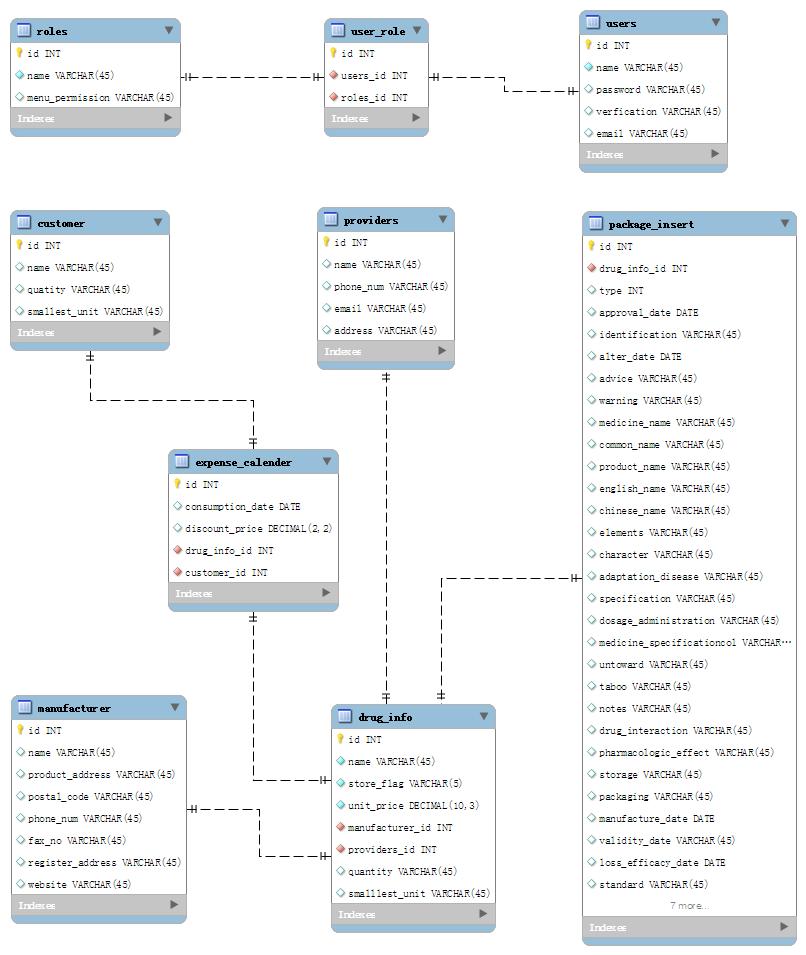 roles
id INT
name VARCHAR(45)
menu_permission VARCHAR(45)
Indexes
user_role
id INT
users_id INT
roles_id INT
Indexes
users
id INT
name VARCHAR(45)
password VARCHAR(45)
verfication VARCHAR(45)
email VARCHAR(45)
Indexes
customer
id INT
name VARCHAR(45)
quatity VARCHAR(45)
smallest_unit VARCHAR(45)
Indexes
providers
id INT
name VARCHAR(45)
phone_num VARCHAR(45)
email VARCHAR(45)
address VARCHAR(45)
Indexes
package_insert
id INT
drug_info_id INT
type INT
approval_date DATE
identification VARCHAR(45)
alter_date DATE
advice VARCHAR(45)
warning VARCHAR(45)
medicine_name VARCHAR(45)
common_name VARCHAR(45)
product_name VARCHAR(45)
english_name VARCHAR(45)
chinese_name VARCHAR(45)
elements VARCHAR(45)
character VARCHAR(45)
adaptation_disease VARCHAR(45)
specification VARCHAR(45)
dosage_administration VARCHAR(45)
medicine_specificationcol VARCHAR...
untoward VARCHAR(45)
taboo VARCHAR(45)
notes VARCHAR(45)
drug_interaction VARCHAR(45)
pharmacologic_effect VARCHAR(45)
storage VARCHAR(45)
packaging VARCHAR(45)
manufacture_date DATE
validity_date VARCHAR(45)
loss_efficacy_date DATE
standard VARCHAR(45)
7 more...
Indexes
expense_calender
id INT
consumption_date DATE
discount_price DECIMAL(2,2)
drug_info_id INT
customer_id INT
Indexes
manufacturer
id INT
name VARCHAR(45)
product_address VARCHAR(45)
postal_code VARCHAR(45)
phone_num VARCHAR(45)
fax_no VARCHAR(45)
register_address VARCHAR(45)
website VARCHAR(45)
Indexes
drug_info
id INT
name VARCHAR(45)
store_flag VARCHAR(5)
unit_price DECIMAL(10,3)
manufacturer_id INT
providers_id INT
quantity VARCHAR(45)
smalllest_unit VARCHAR(45)
Indexes